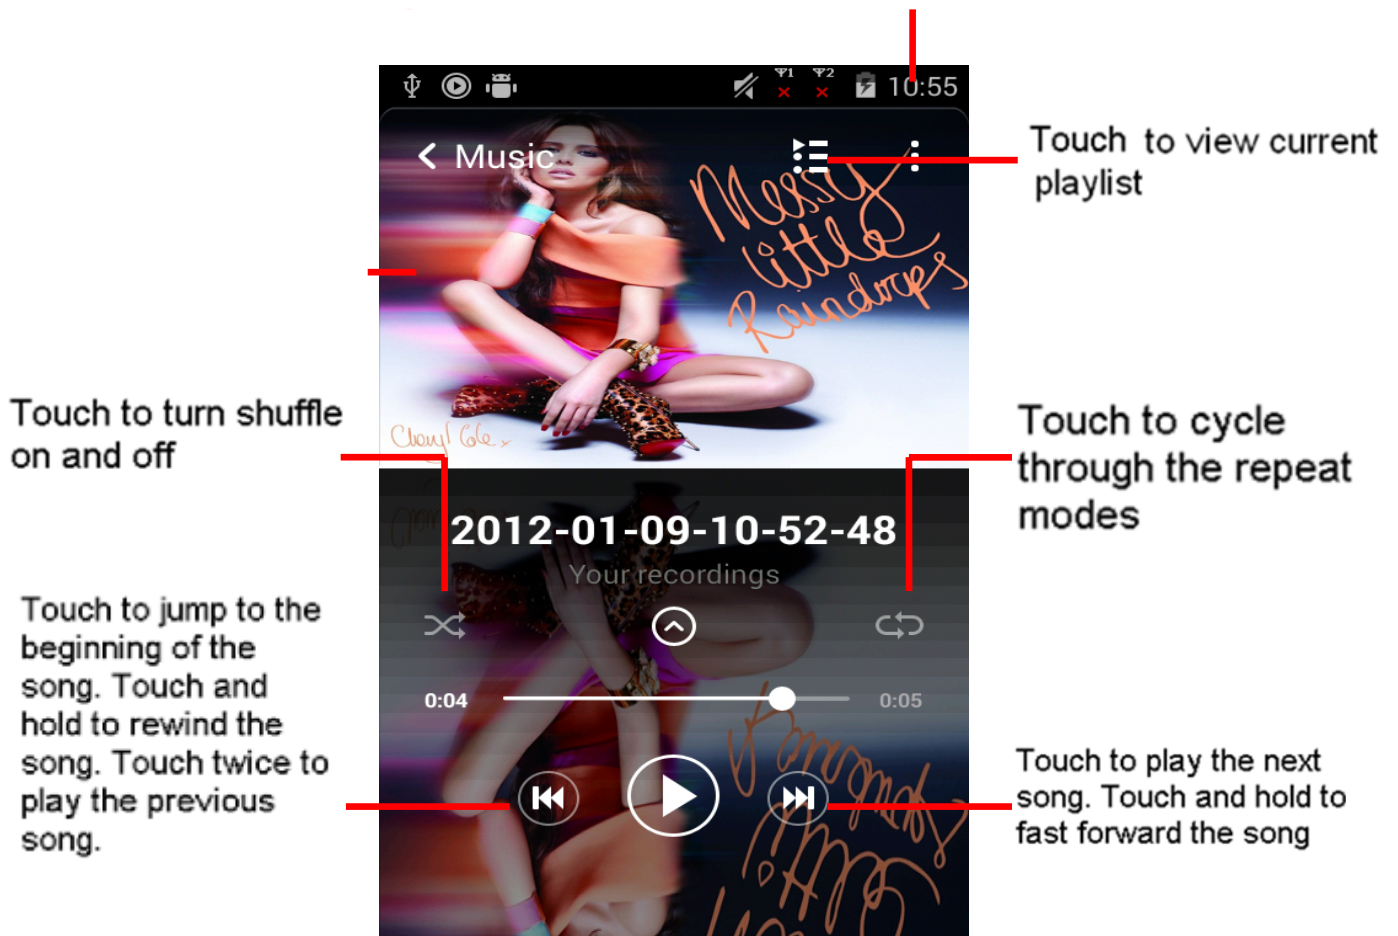 Ψ1 Ψ2
10:55
Music
Touch to view current
playlist
Messy
Little
Raindrops
Cheryl Cole x
Touch to turn shuffle
on and off
Touch to cycle
through the repeat
modes
2012-01-09-10-52-48
Your recordings
Touch to jump to the
beginning of the
song. Touch and
hold to rewind the
song. Touch twice to
play the previous
song.
0:04
0:05
Touch to play the next
song. Touch and hold to
fast forward the song